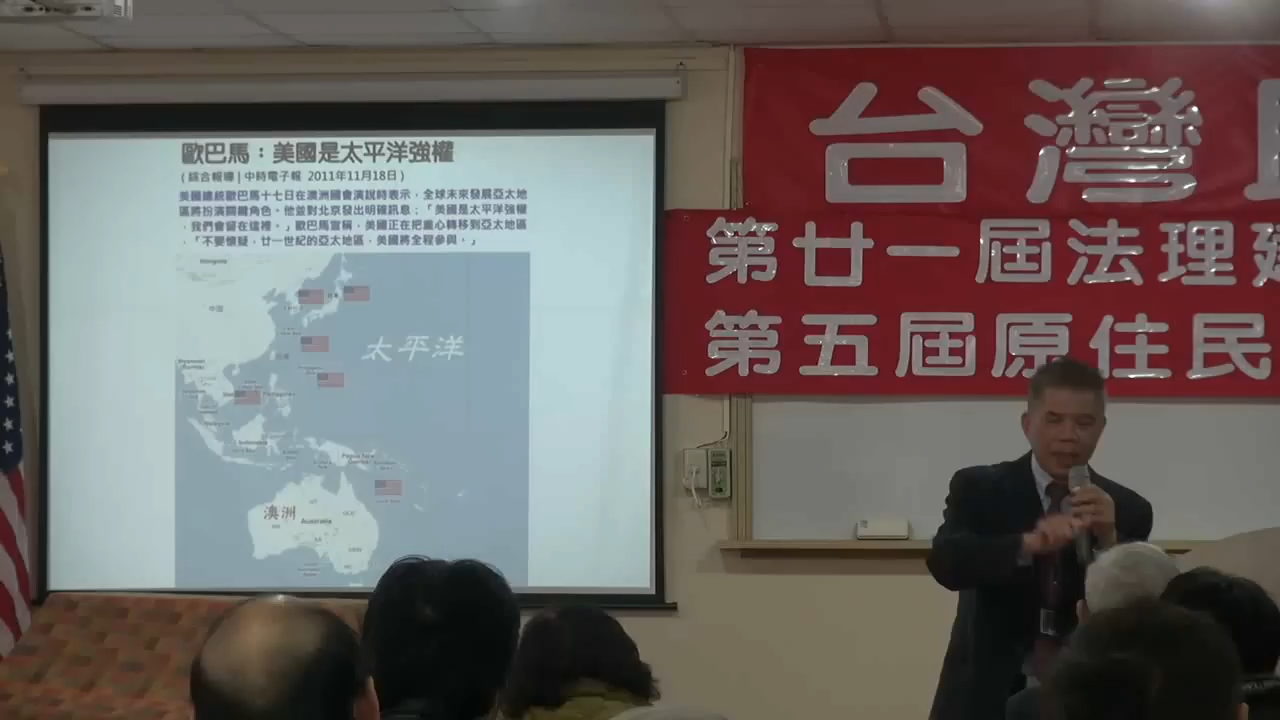 歐巴馬：美國是太平洋強權
(綜合報導 | 中時電子報 2011年11月18日)
美國總統歐巴馬十七日在澳洲國會演說時表示，全球未來發展亞太地
區將扮演關鍵角色。他並對北京發出明確訊息：「美國是太平洋強權
，我們會留在這裡。」歐巴馬宣稱，美國正在把重心轉移到亞太地區
，「不要懷疑，廿一世紀的亞太地區，美國將全程參與。」
Mongolia
中国
太平洋
Papua New
澳洲
Australia
台灣
第廿一屆法理建
第五屆原住民